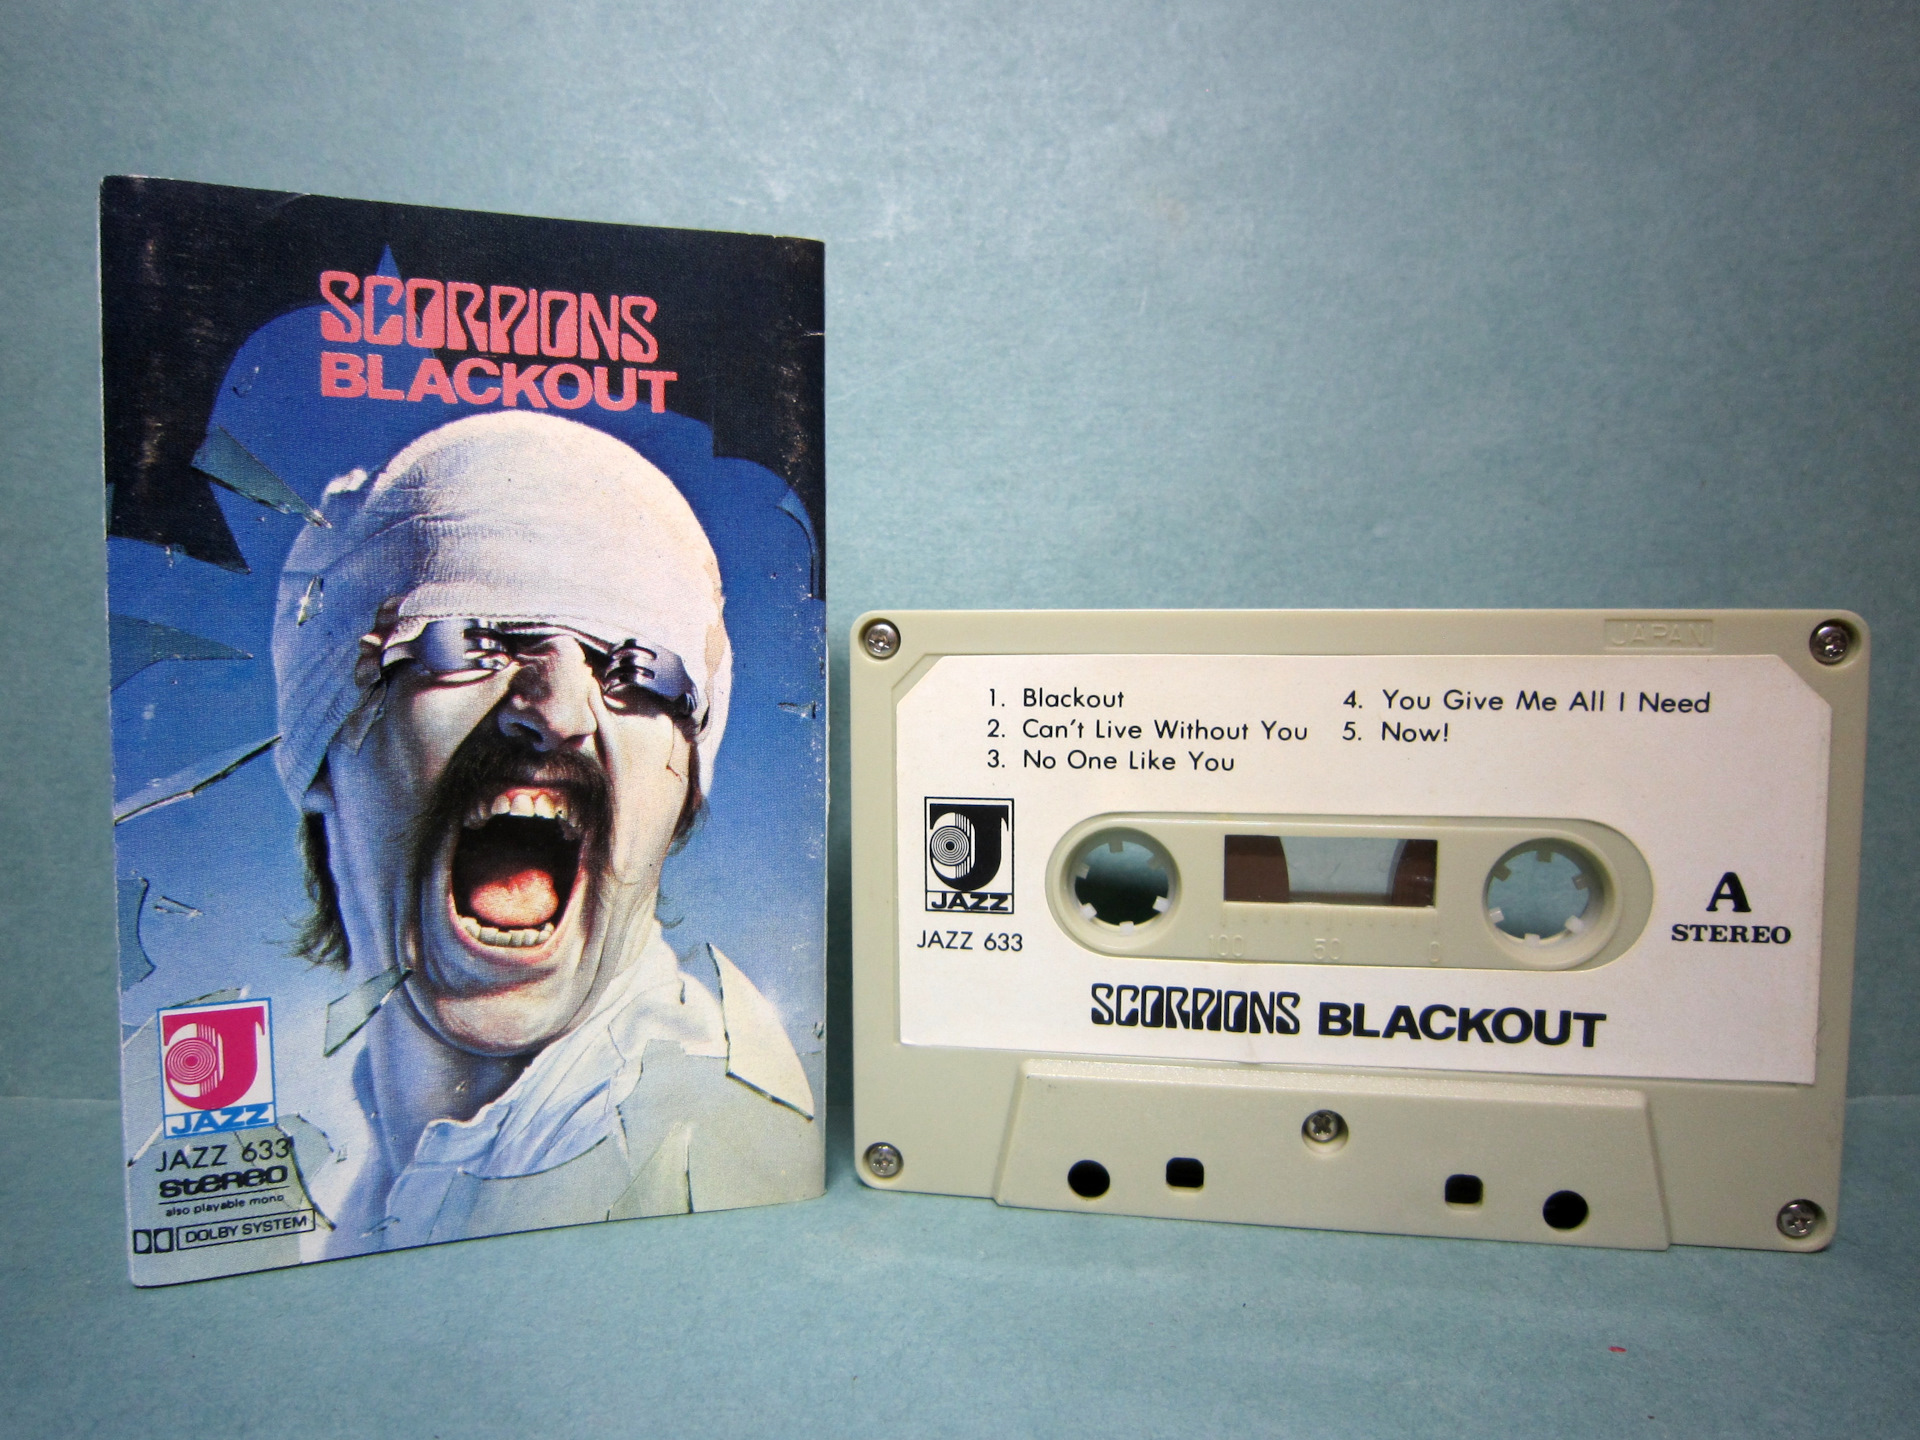 SCORPIONS
BLACKOUT
J
JAZZ
JAZZ 633
stereo
also playable mono
DOLBY SYSTEM
JAPAN
1. Blackout
2. Can't Live Without You
3. No One Like You
4. You Give Me All I Need
5. Now!
J
JAZZ
JAZZ 633
100 50 0
A
STEREO
SCORPIONS BLACKOUT